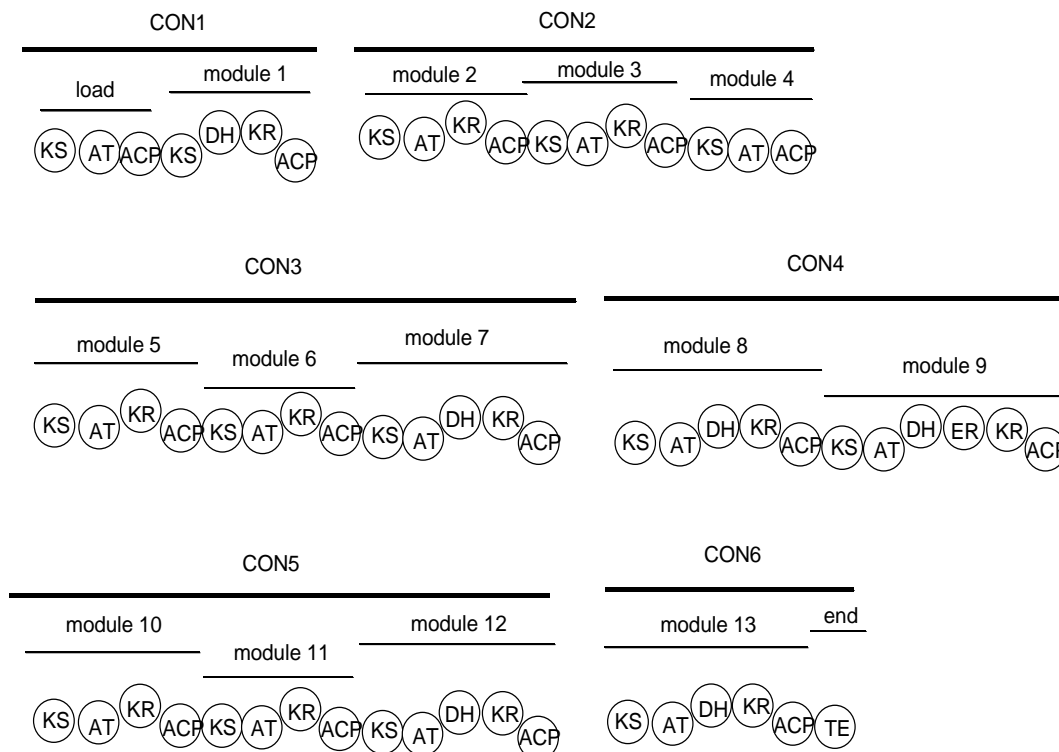 CON1 CON2
load module 1 module 2 module 3 module 4
KS AT ACP KS DH KR ACP KS AT KR ACP KS AT KR ACP KS AT ACP
CON3 CON4
module 5 module 6 module 7 module 8 module 9
KS AT KR ACP KS AT KR ACP KS AT DH KR ACP KS AT DH KR ACP KS AT DH ER KR ACP
CON5 CON6
module 10 module 11 module 12 module 13 end
KS AT KR ACP KS AT KR ACP KS AT DH KR ACP KS AT DH KR ACP TE